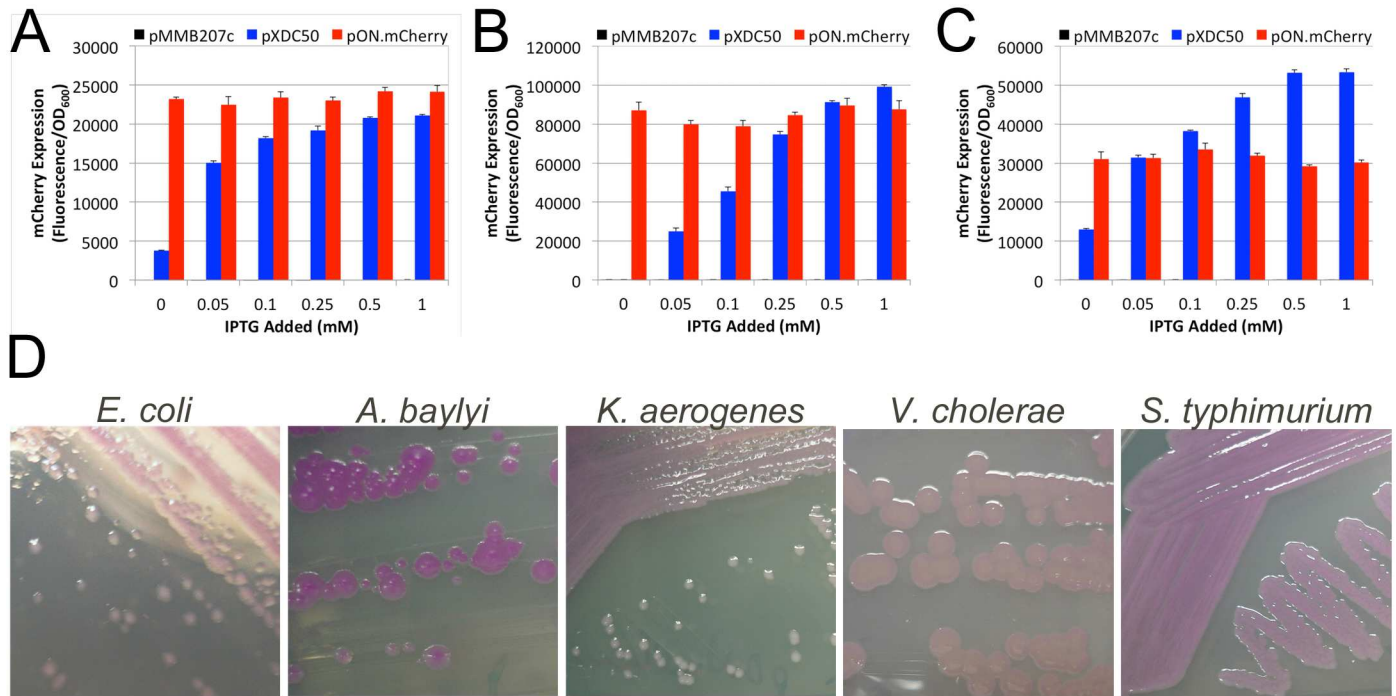 A
pMMB207c pXDC50 pON.mCherry
30000
25000
20000
15000
10000
5000
0
mCherry Expression
(Fluorescence/OD600)
0 0.05 0.1 0.25 0.5 1
IPTG Added (mM)
B
pMMB207c pXDC50 pON.mCherry
120000
100000
80000
60000
40000
20000
0
mCherry Expression
(Fluorescence/OD600)
0 0.05 0.1 0.25 0.5 1
IPTG Added (mM)
C
pMMB207c pXDC50 pON.mCherry
60000
50000
40000
30000
20000
10000
0
mCherry Expression
(Fluorescence/OD600)
0 0.05 0.1 0.25 0.5 1
IPTG Added (mM)
D
E. coli A. baylyi K. aerogenes V. cholerae S. typhimurium